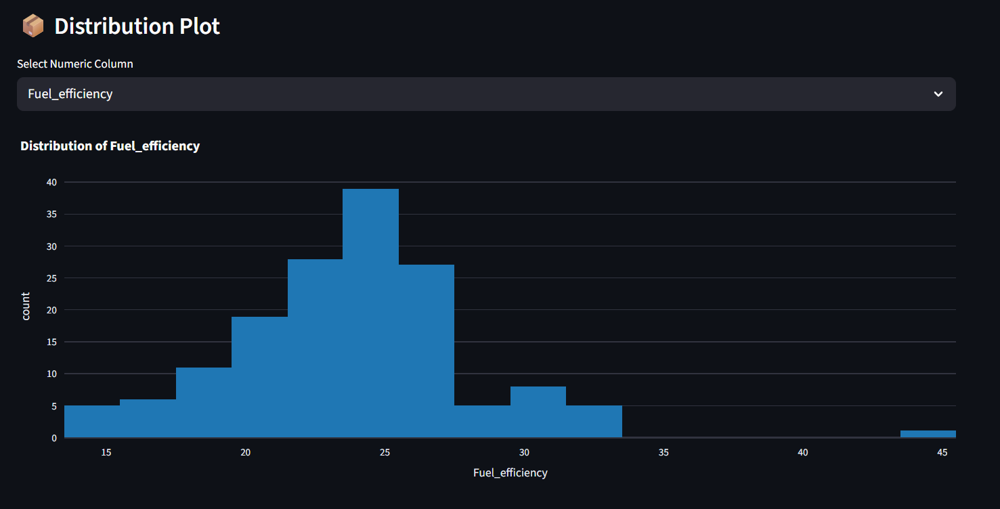 Distribution Plot
Select Numeric Column
Fuel_efficiency
Distribution of Fuel_efficiency
40
35
30
25
20
15
10
5
0
count
15 20 25 30 35 40 45
Fuel_efficiency